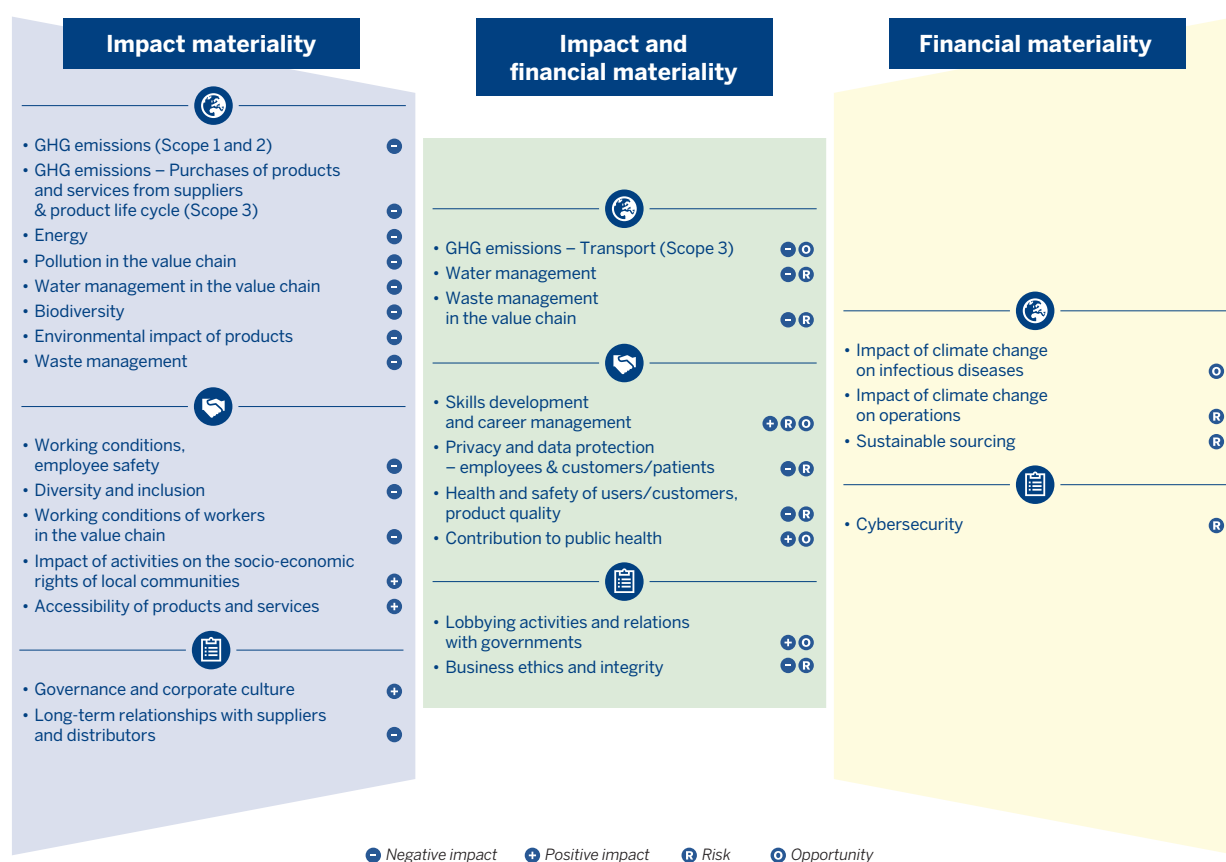 Impact materiality
• GHG emissions (Scope 1 and 2) -
• GHG emissions – Purchases of products
and services from suppliers
& product life cycle (Scope 3) -
• Energy -
• Pollution in the value chain -
• Water management in the value chain -
• Biodiversity -
• Environmental impact of products -
• Waste management -
• Working conditions,
employee safety -
• Diversity and inclusion -
• Working conditions of workers
in the value chain -
• Impact of activities on the socio-economic
rights of local communities +
• Accessibility of products and services +
• Governance and corporate culture +
• Long-term relationships with suppliers
and distributors -
Impact and
financial materiality
• GHG emissions – Transport (Scope 3) - O
• Water management - R
• Waste management
in the value chain - R
• Skills development
and career management + R O
• Privacy and data protection
– employees & customers/patients - R
• Health and safety of users/customers,
product quality - R
• Contribution to public health + O
• Lobbying activities and relations
with governments + O
• Business ethics and integrity - R
Financial materiality
• Impact of climate change
on infectious diseases O
• Impact of climate change
on operations R
• Sustainable sourcing R
• Cybersecurity R
- Negative impact + Positive impact R Risk O Opportunity